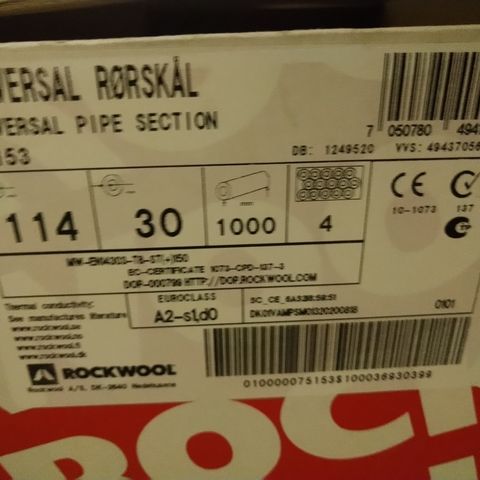 VERSAL RØRSKÅL
VERSAL PIPE SECTION
153
DB: 1249520
7 050780 494
VVS: 49437056
114
30
1000
4
CE
10-1073
137
MW-EN14303-T8-ST(+)150
EC-CERTIFICATE 1073-CPD-137-3
DOP-000799 HTTP://DOP.ROCKWOOL.COM
Thermal conductivity:
See manufactures literature
www.rockwool.se
www.rockwool.no
www.rockwool.fi
www.rockwool.dk
EUROCLASS
A2-s1,d0
0101
ROCKWOOL
Rockwool A/S, DK-2640 Hedehusene
010000075153S100036930399
ROCK
ROC